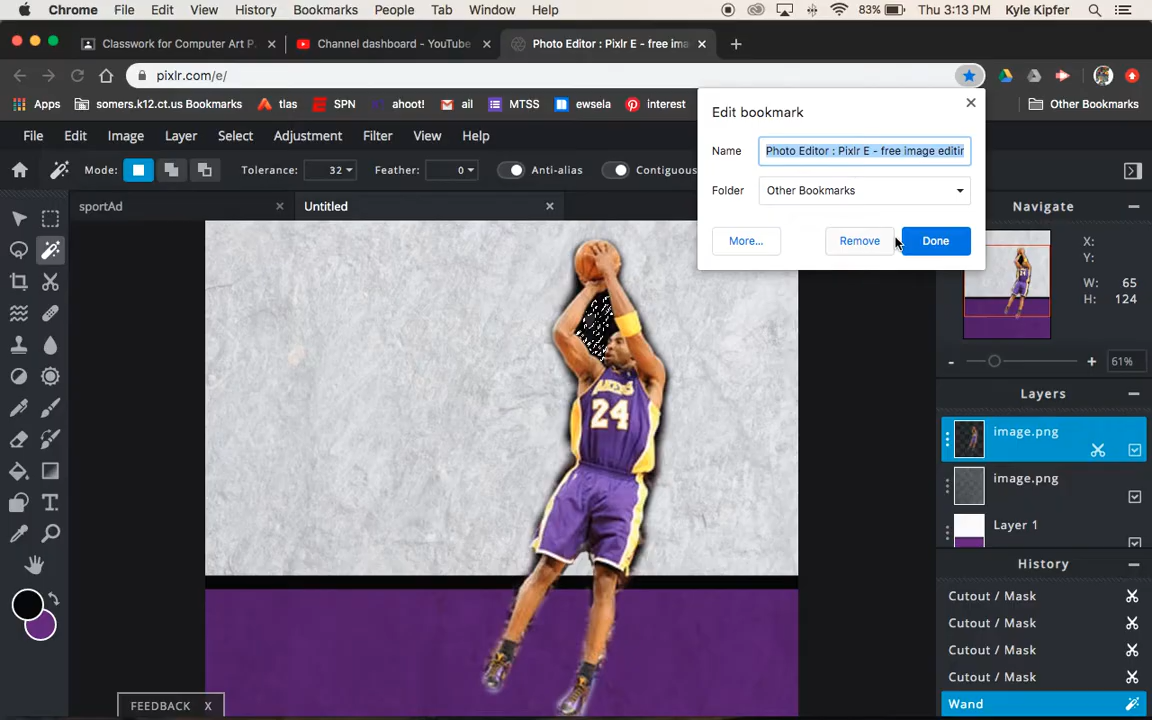 Chrome File Edit View History Bookmarks People Tab Window Help 83% Thu 3:13 PM Kyle Kipfer
Classwork for Computer Art P. Channel dashboard - YouTube Photo Editor : Pixlr E - free ima
pixlr.com/e/
Apps somers.k12.ct.us Bookmarks tlas SPN ahoot! ail MTSS ewsela interest Other Bookmarks
Edit bookmark
Name Photo Editor : Pixlr E - free image editin
Folder Other Bookmarks
More... Remove Done
File Edit Image Layer Select Adjustment Filter View Help
Mode: Tolerance: 32 Feather: 0 Anti-alias Contiguous
sportAd Untitled
Navigate
X:
Y:
W: 65
H: 124
61%
Layers
image.png
image.png
Layer 1
History
Cutout / Mask
Cutout / Mask
Cutout / Mask
Cutout / Mask
Wand
LAKERS
24
24
FEEDBACK X